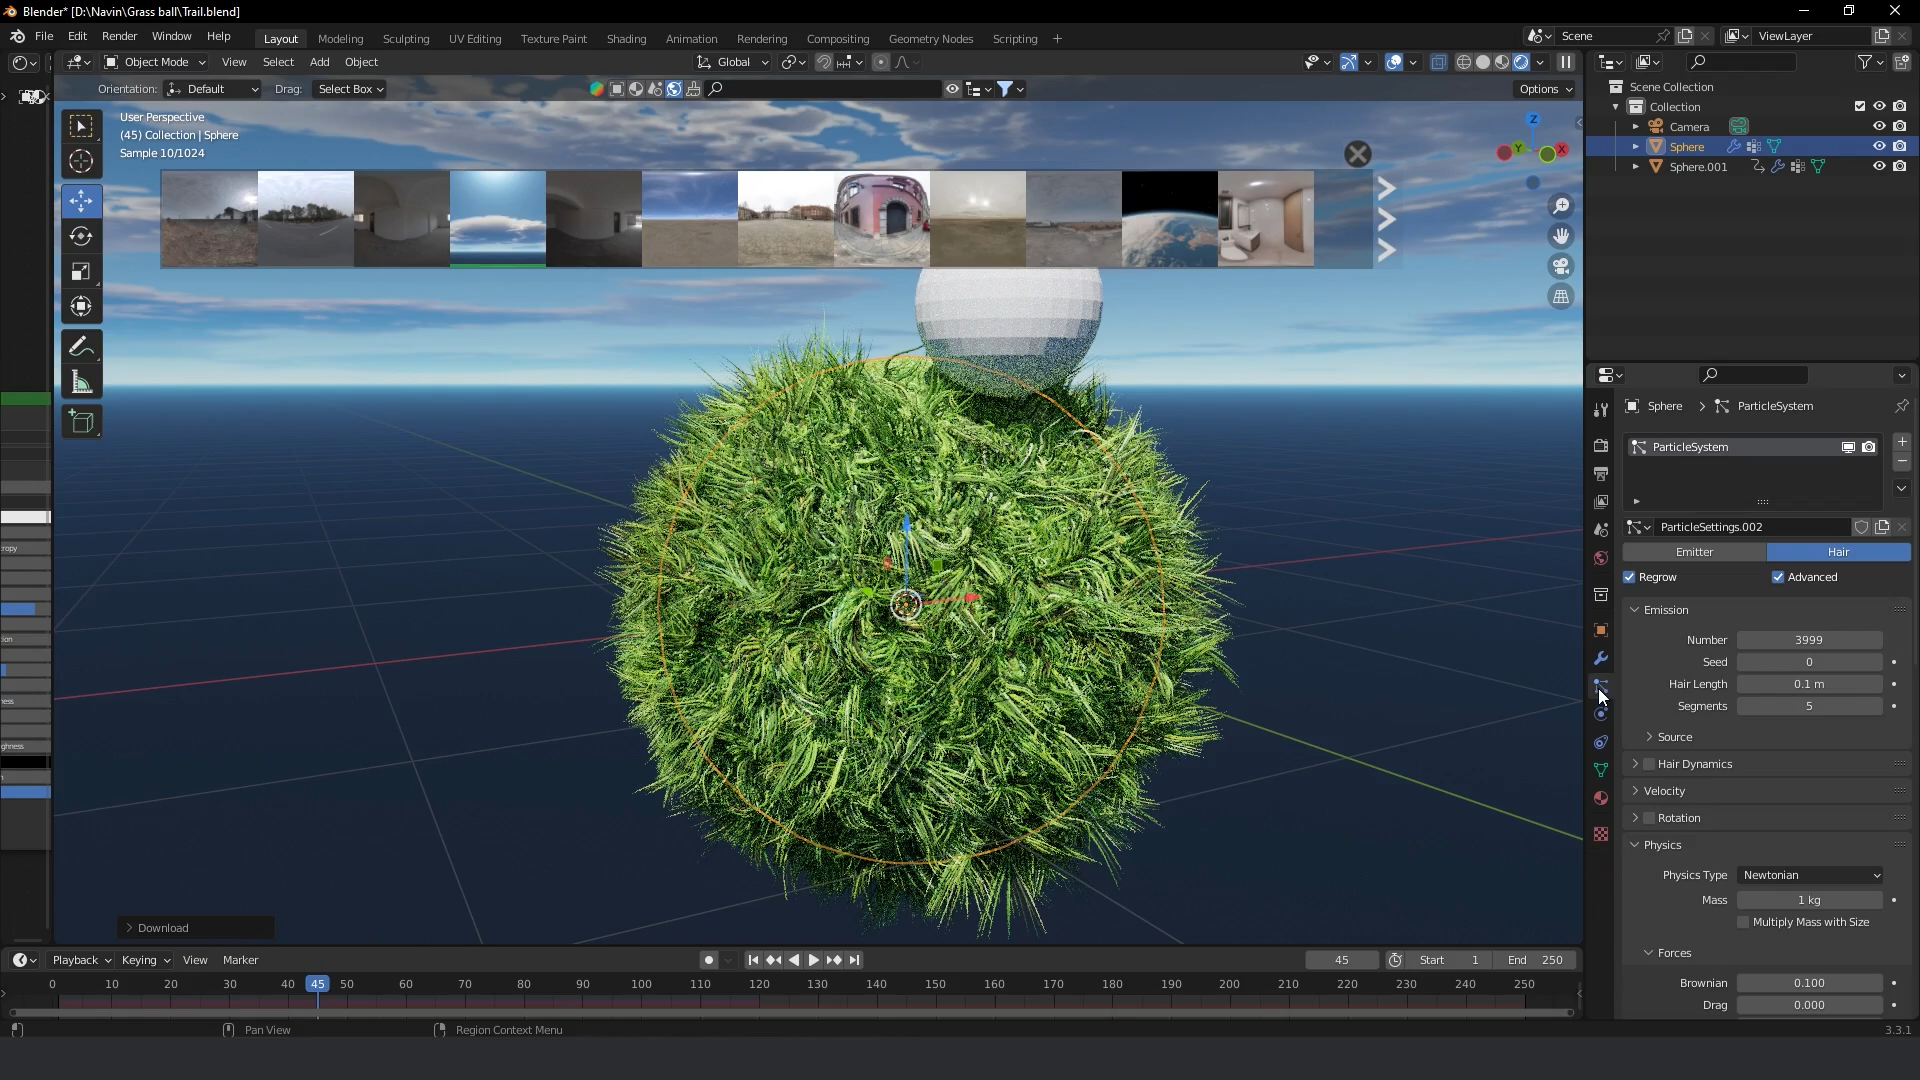 Blender* [D:\Navin\Grass ball\Trail.blend]
File Edit Render Window Help Layout Modeling Sculpting UV Editing Texture Paint Shading Animation Rendering Compositing Geometry Nodes Scripting + Scene ViewLayer
Object Mode View Select Add Object Global
Orientation: Default Drag: Select Box Options
User Perspective
(45) Collection | Sphere
Sample 10/1024
Z
Y
X
Download
Scene Collection
Collection
Camera
Sphere
Sphere.001
Sphere > ParticleSystem
ParticleSystem
ParticleSettings.002
Emitter Hair
Regrow Advanced
Emission
Number 3999
Seed 0
Hair Length 0.1 m
Segments 5
Source
Hair Dynamics
Velocity
Rotation
Physics
Physics Type Newtonian
Mass 1 kg
Multiply Mass with Size
Forces
Brownian 0.100
Drag 0.000
ropy
ion
ness
ghness
Playback Keying View Marker 45 Start 1 End 250
0 10 20 30 40 45 50 60 70 80 90 100 110 120 130 140 150 160 170 180 190 200 210 220 230 240 250
Pan View Region Context Menu 3.3.1